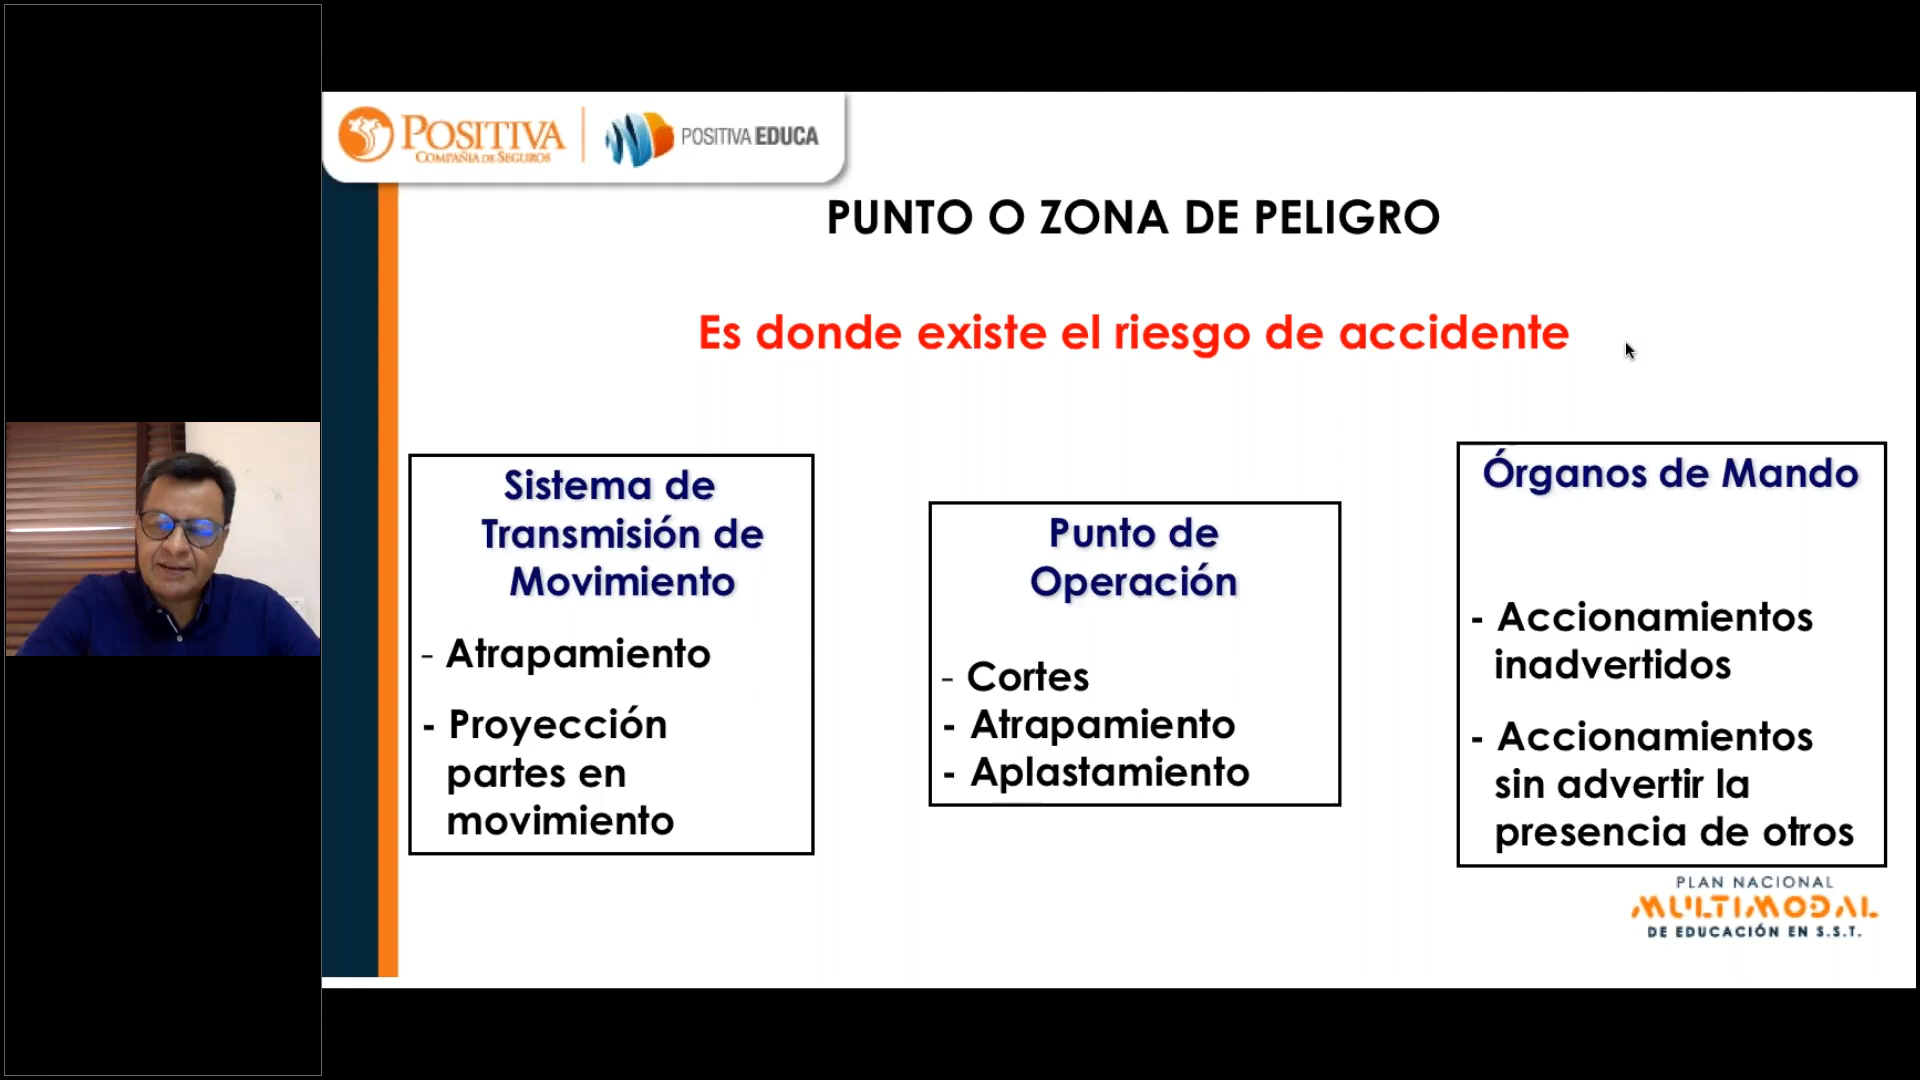 POSITIVA
COMPAÑIA DE SEGUROS
POSITIVA EDUCA
PUNTO O ZONA DE PELIGRO
Es donde existe el riesgo de accidente
Sistema de
Transmisión de
Movimiento
- Atrapamiento
- Proyección
partes en
movimiento
Punto de
Operación
- Cortes
- Atrapamiento
- Aplastamiento
Órganos de Mando
- Accionamientos
inadvertidos
- Accionamientos
sin advertir la
presencia de otros
PLAN NACIONAL
MULTIMODAL
DE EDUCACIÓN EN S.S.T.